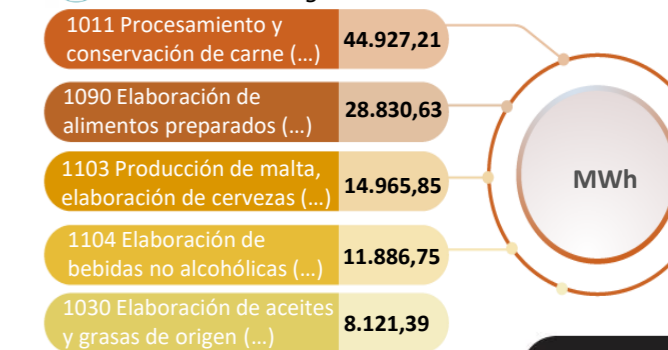 1011 Procesamiento y
conservación de carne (...)
44.927,21
1090 Elaboración de
alimentos preparados (...)
28.830,63
1103 Producción de malta,
elaboración de cervezas (...)
14.965,85
1104 Elaboración de
bebidas no alcohólicas (...)
11.886,75
1030 Elaboración de aceites
y grasas de origen (...)
8.121,39
MWh